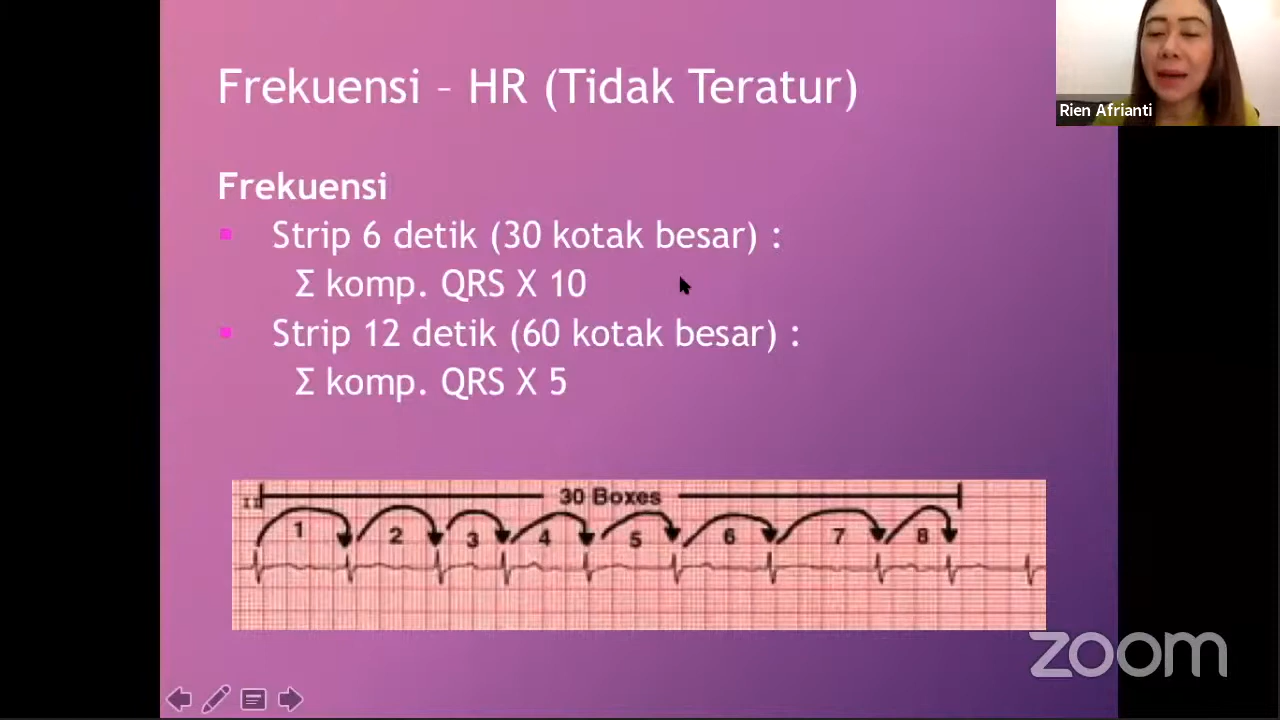 Frekuensi – HR (Tidak Teratur)
Rien Afrianti
Frekuensi
▪ Strip 6 detik (30 kotak besar) :
Σ komp. QRS X 10
▪ Strip 12 detik (60 kotak besar) :
Σ komp. QRS X 5
II
30 Boxes
1 2 3 4 5 6 7 8
zoom